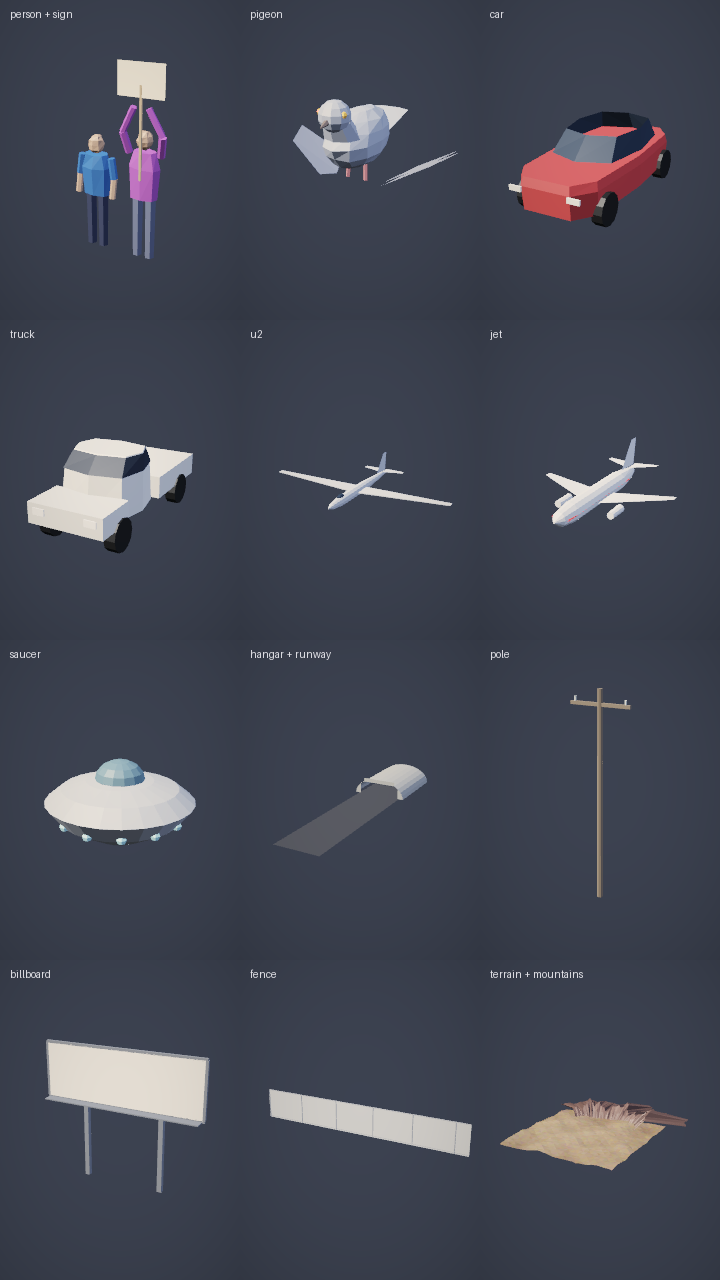 person + sign
pigeon
car
truck
u2
jet
saucer
hangar + runway
pole
billboard
fence
terrain + mountains